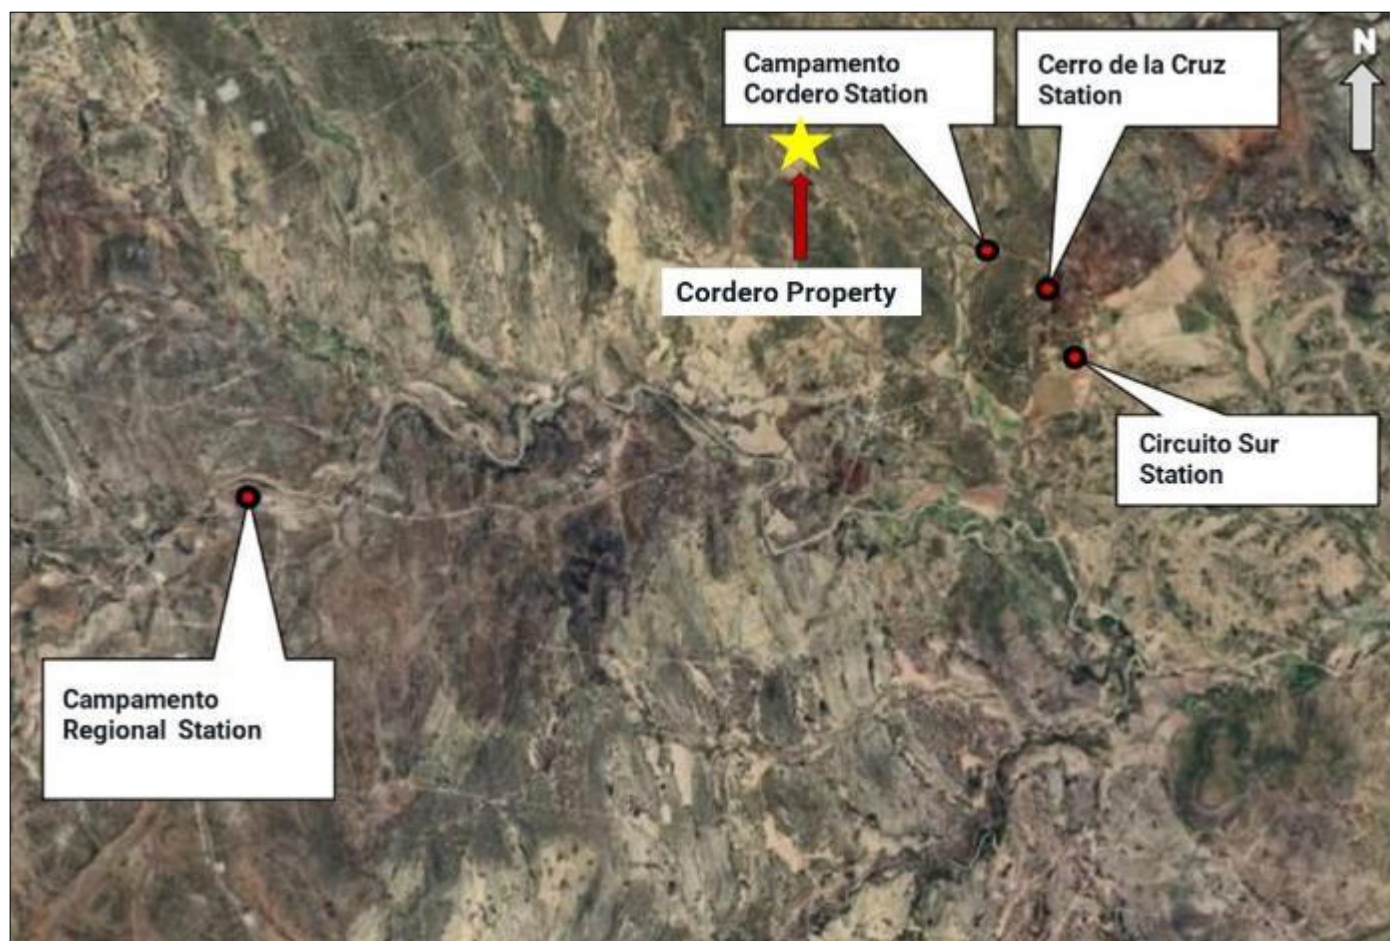 Campamento
Cordero Station
Cerro de la Cruz
Station
N
Cordero Property
Circuito Sur
Station
Campamento
Regional Station